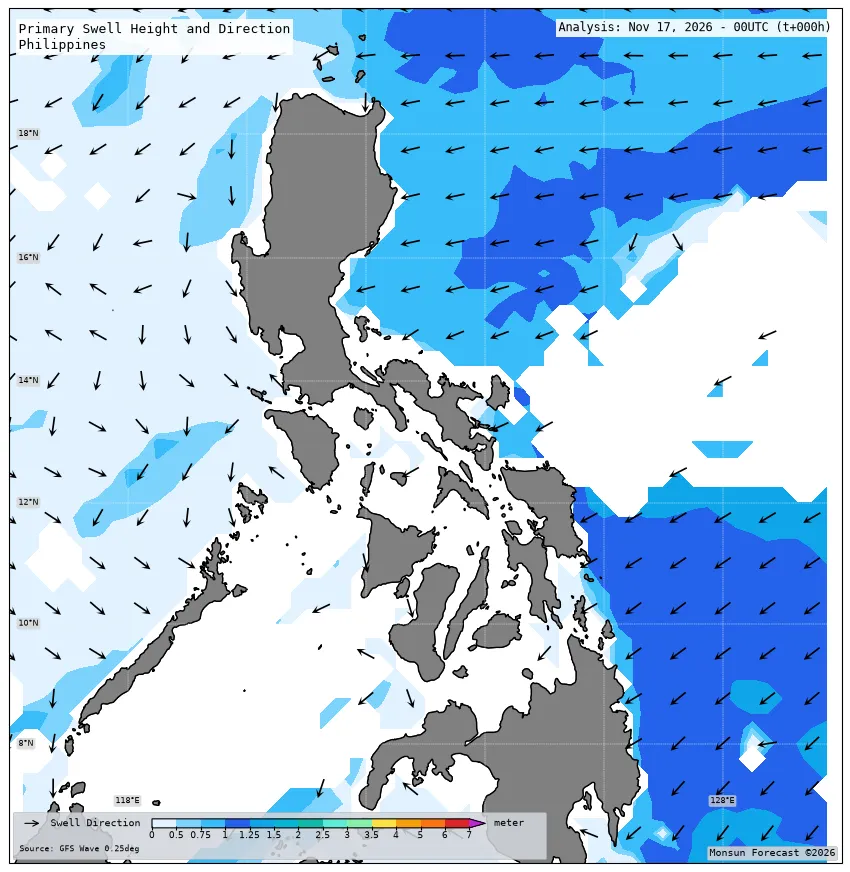 Primary Swell Height and Direction
Philippines
Analysis: Nov 17, 2026 - 00UTC (t+000h)
18°N
16°N
14°N
12°N
10°N
8°N
118°E
128°E
Swell Direction
0 0.5 0.75 1 1.25 1.5 2 2.5 3 3.5 4 5 6 7
meter
Source: GFS Wave 0.25deg
Monsun Forecast ©2026